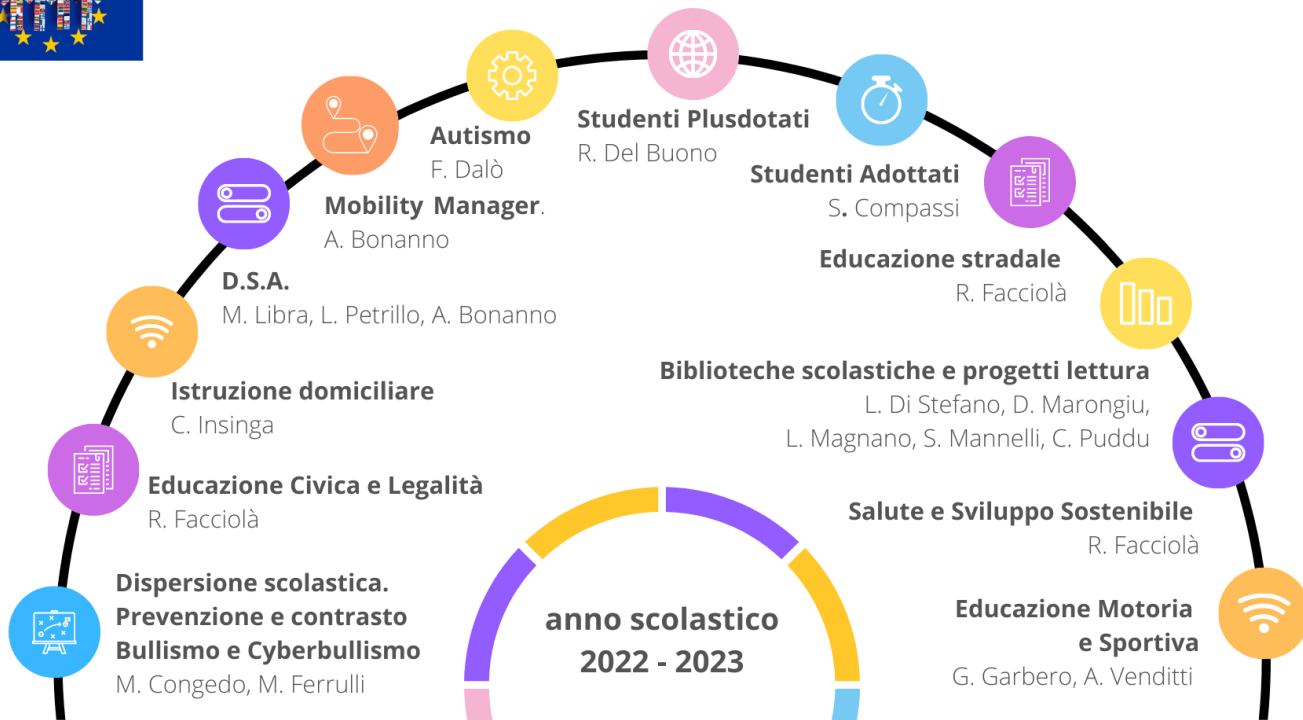 Autismo
F. Dalò
Studenti Plusdotati
R. Del Buono
Studenti Adottati
S. Compassi
Mobility Manager.
A. Bonanno
Educazione stradale
R. Facciolà
D.S.A.
M. Libra, L. Petrillo, A. Bonanno
Biblioteche scolastiche e progetti lettura
L. Di Stefano, D. Marongiu,
L. Magnano, S. Mannelli, C. Puddu
Istruzione domiciliare
C. Insinga
Educazione Civica e Legalità
R. Facciolà
Salute e Sviluppo Sostenibile
R. Facciolà
Dispersione scolastica.
Prevenzione e contrasto
Bullismo e Cyberbullismo
M. Congedo, M. Ferrulli
anno scolastico
2022 - 2023
Educazione Motoria
e Sportiva
G. Garbero, A. Venditti